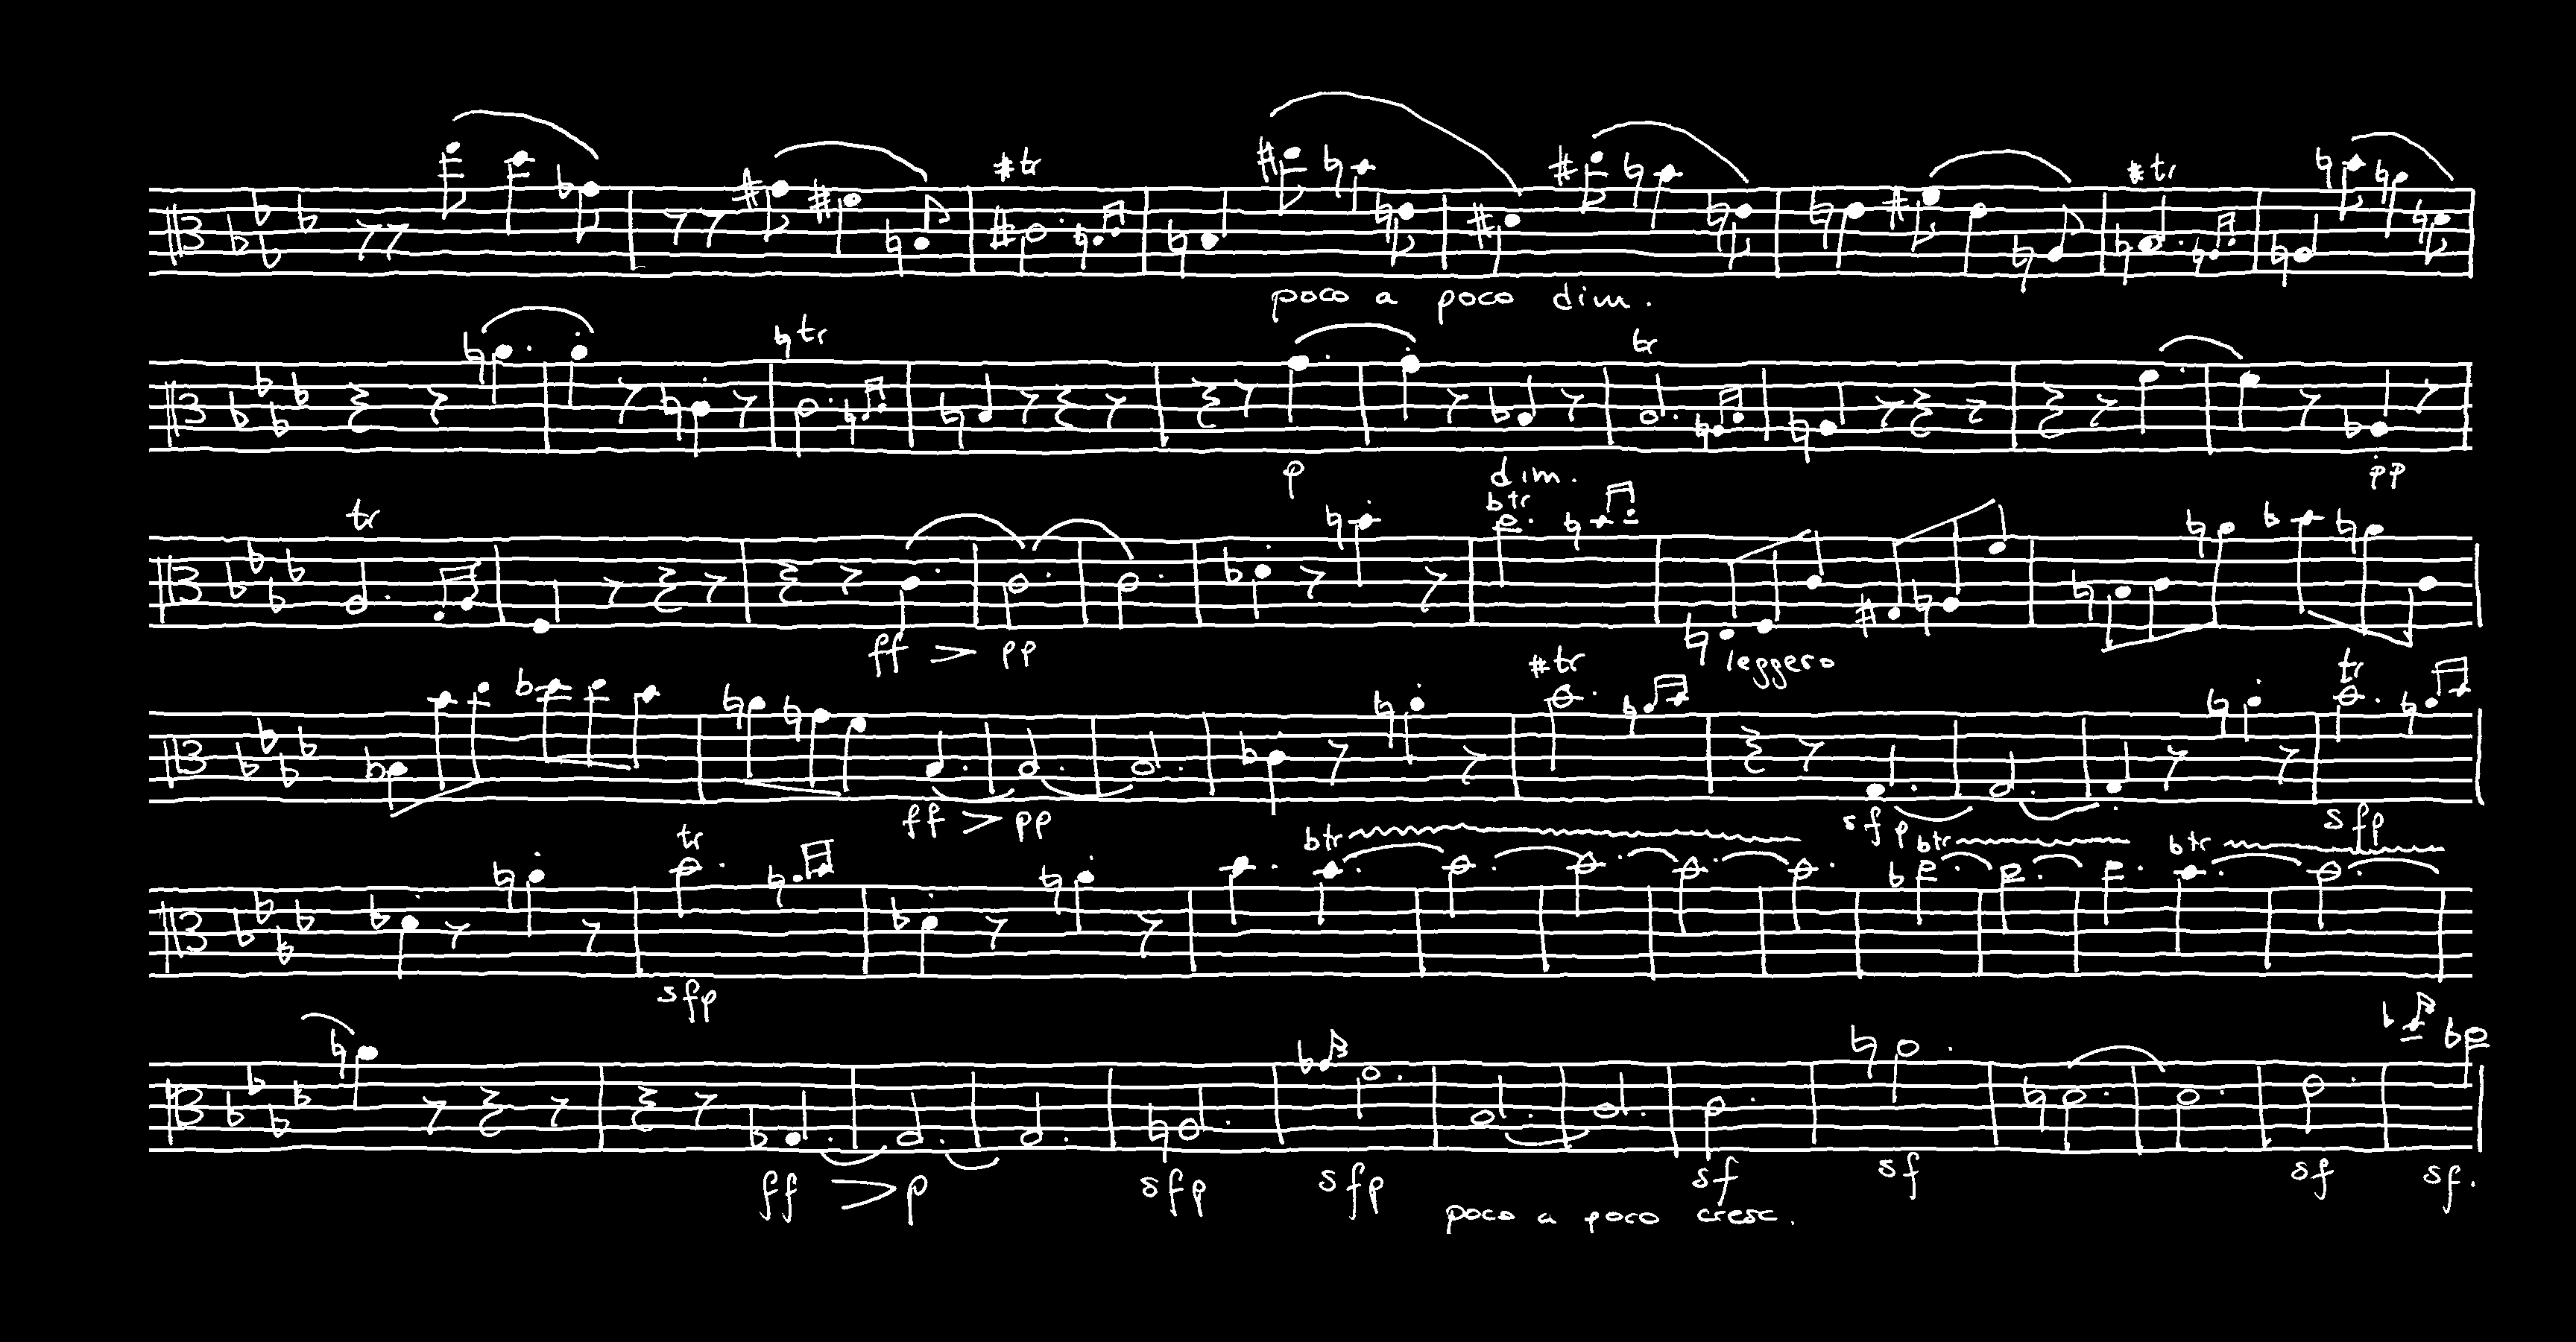 tr tr
poco a poco dim.
tr tr
p dim. pp
tr tr
ff > pp leggero
tr tr
ff > pp sfp sfp
tr tr tr tr
sfp
ff > p sfp sfp sf sf sf sf.
poco a poco cresc.